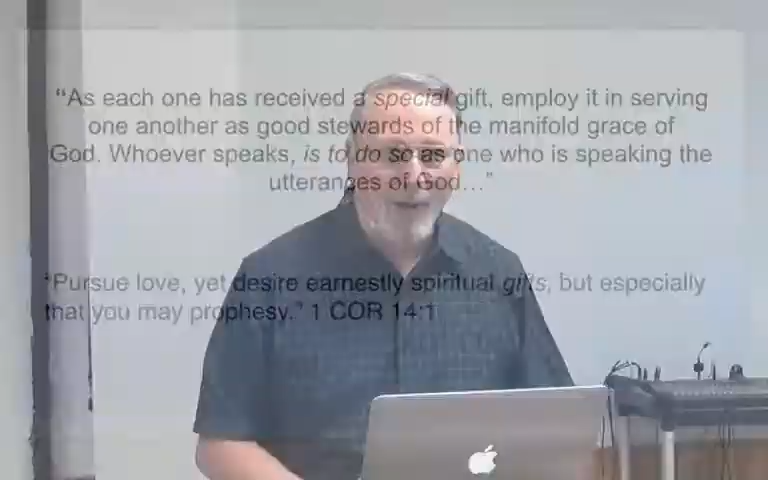 “As each one has received a special gift, employ it in serving
one another as good stewards of the manifold grace of
God. Whoever speaks, is to do so as one who is speaking the
utterances of God…”
“Pursue love, yet desire earnestly spiritual gifts, but especially
that you may prophesy.” 1 COR 14:1